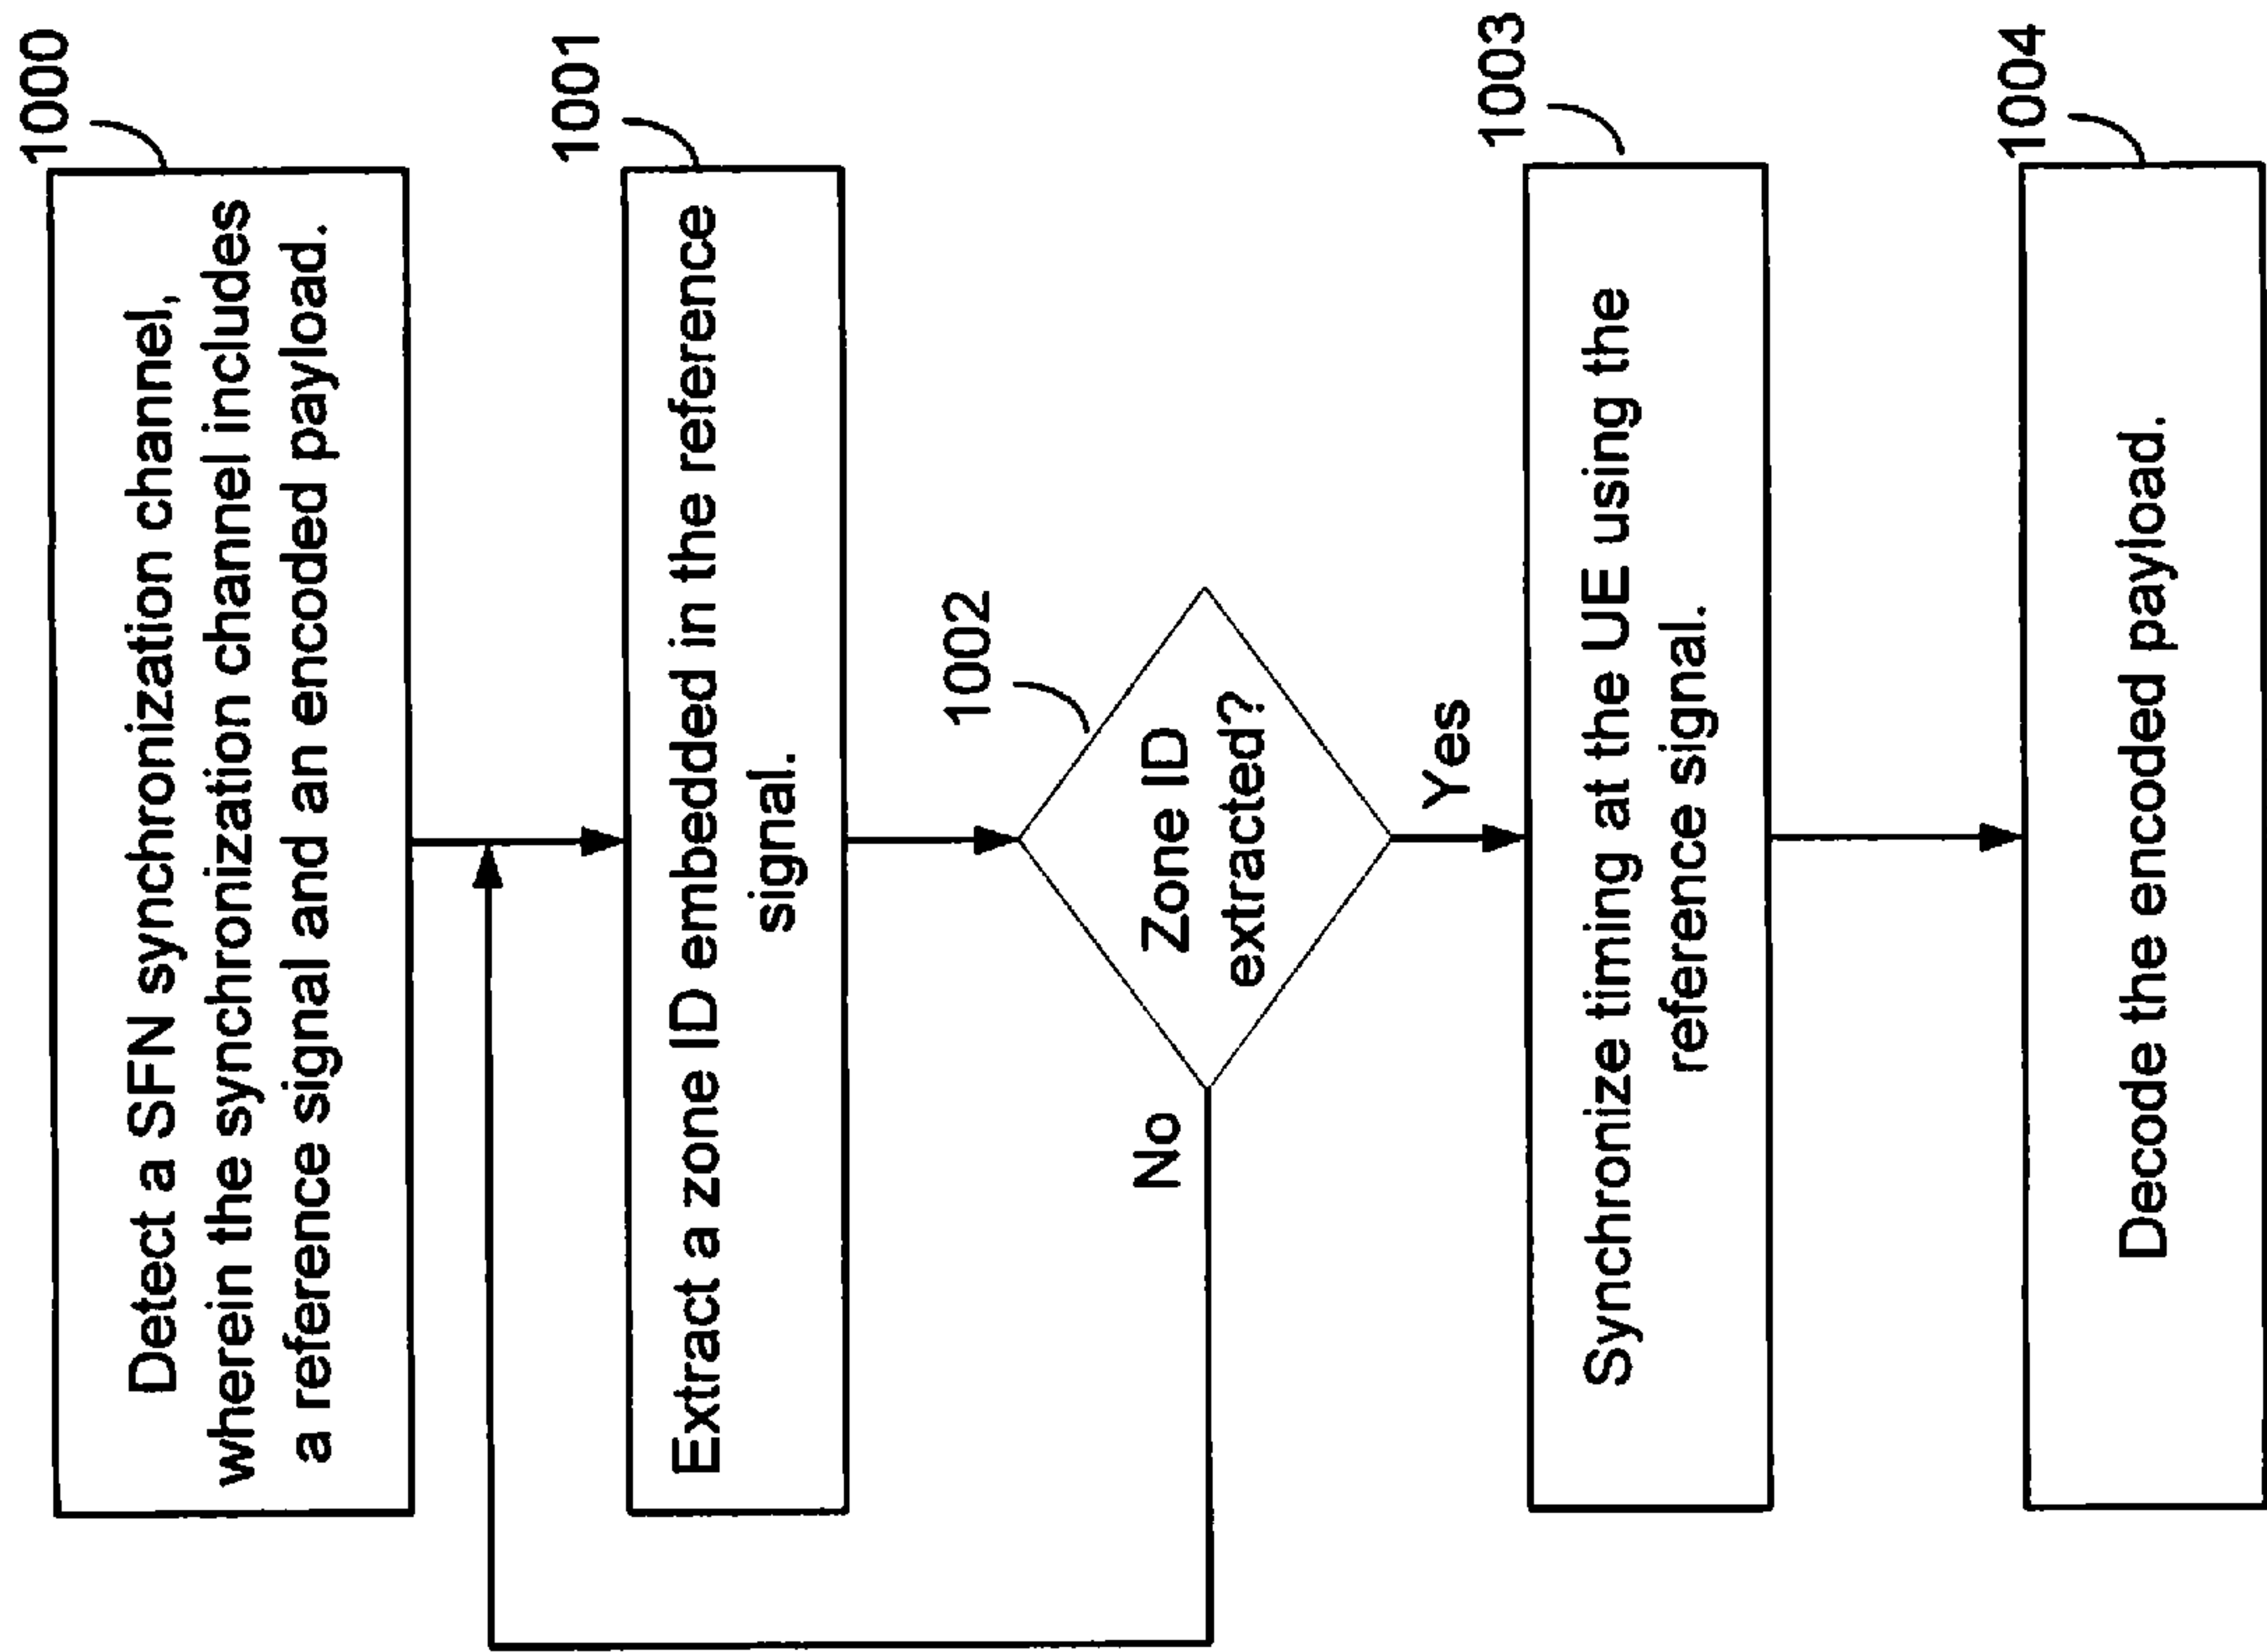 1000
Detect a SFN synchronization channel,
wherein the synchronization channel includes
a reference signal and an encoded payload.
1001
Extract a zone ID embedded in the reference
signal.
1002
Zone ID
extracted?
No
Yes
1003
Synchronize timing at the UE using the
reference signal.
1004
Decode the encoded payload.